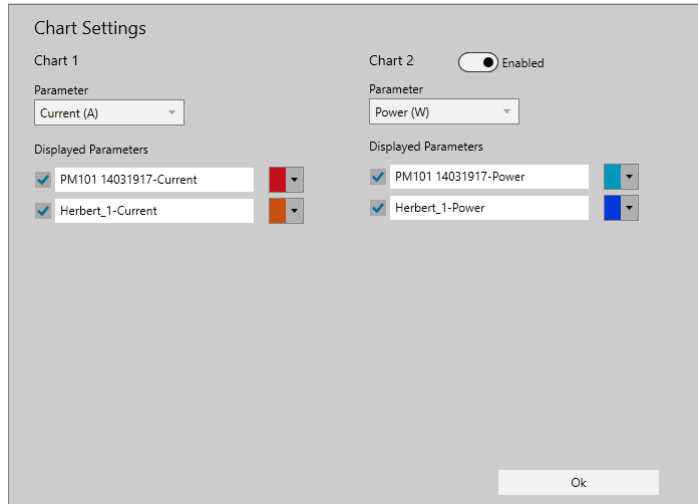 Chart Settings
Chart 1
Parameter
Current (A)
Displayed Parameters
PM101 14031917-Current
Herbert_1-Current
Chart 2
Enabled
Parameter
Power (W)
Displayed Parameters
PM101 14031917-Power
Herbert_1-Power
Ok